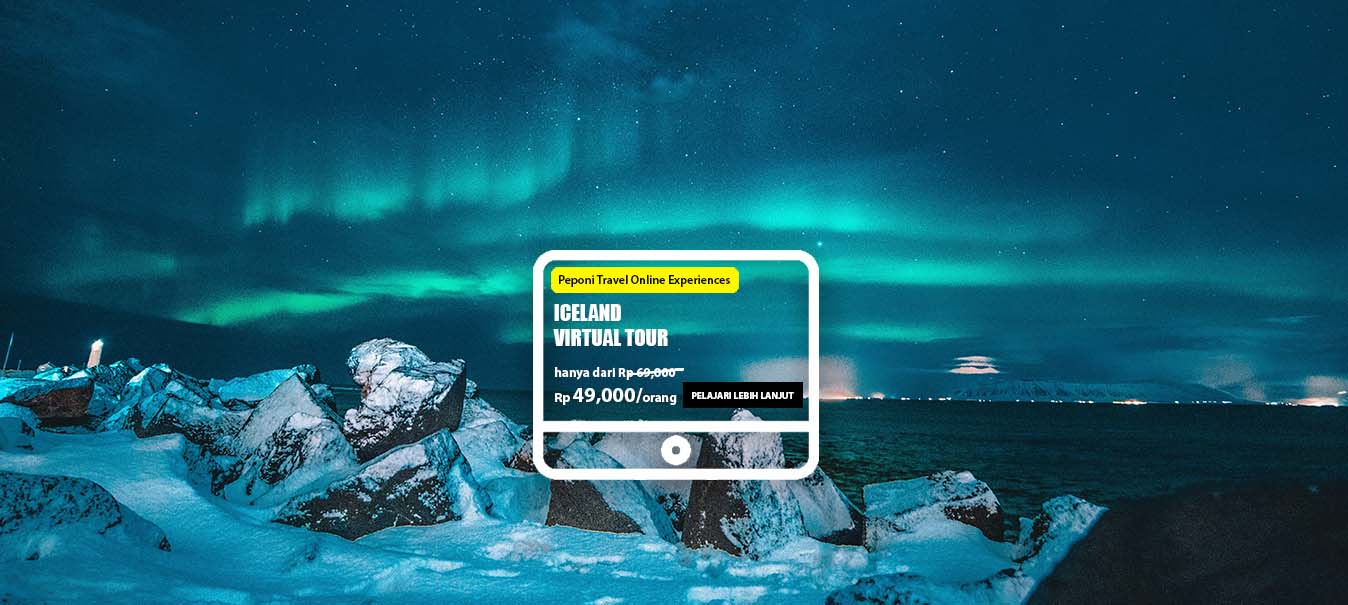 Peponi Travel Online Experiences
ICELAND
VIRTUAL TOUR
hanya dari Rp 69,000
Rp 49,000/orang
PELAJARI LEBIH LANJUT